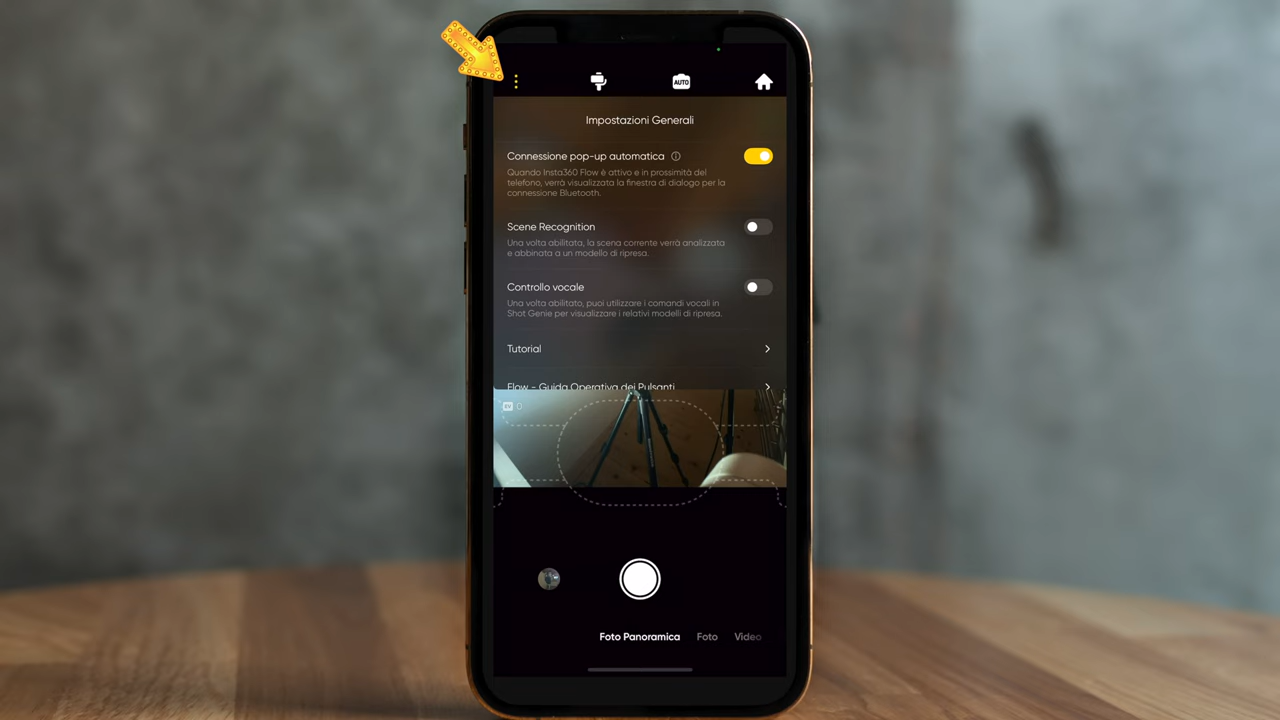 AUTO
Impostazioni Generali
Connessione pop-up automatica
Quando Insta360 Flow è attivo e in prossimità del
telefono, verrà visualizzata la finestra di dialogo per la
connessione Bluetooth.
Scene Recognition
Una volta abilitata, la scena corrente verrà analizzata
e abbinata a un modello di ripresa.
Controllo vocale
Una volta abilitato, puoi utilizzare i comandi vocali in
Shot Genie per visualizzare i relativi modelli di ripresa.
Tutorial
Flow - Guida Operativa dei Pulsanti
EV 0
Foto Panoramica Foto Video